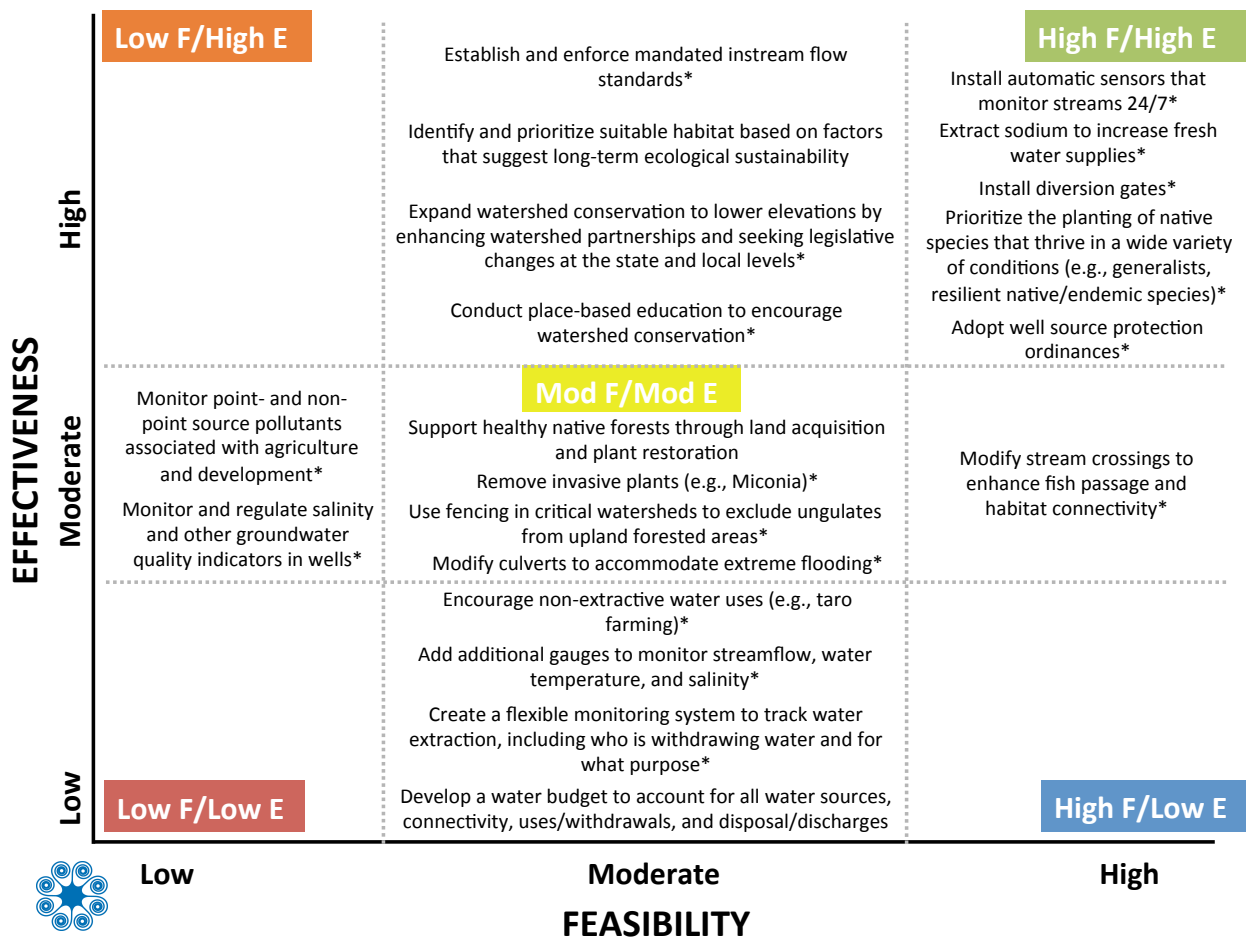 Low F/High E
Establish and enforce mandated instream flow
standards*
Identify and prioritize suitable habitat based on factors
that suggest long-term ecological sustainability
Expand watershed conservation to lower elevations by
enhancing watershed partnerships and seeking legislative
changes at the state and local levels*
Conduct place-based education to encourage
watershed conservation*
High F/High E
Install automatic sensors that
monitor streams 24/7*
Extract sodium to increase fresh
water supplies*
Install diversion gates*
Prioritize the planting of native
species that thrive in a wide variety
of conditions (e.g., generalists,
resilient native/endemic species)*
Adopt well source protection
ordinances*
High
EFFECTIVENESS
Moderate
Monitor point- and non-
point source pollutants
associated with agriculture
and development*
Monitor and regulate salinity
and other groundwater
quality indicators in wells*
Mod F/Mod E
Support healthy native forests through land acquisition
and plant restoration
Remove invasive plants (e.g., Miconia)*
Use fencing in critical watersheds to exclude ungulates
from upland forested areas*
Modify culverts to accommodate extreme flooding*
Modify stream crossings to
enhance fish passage and
habitat connectivity*
Low
Low F/Low E
Encourage non-extractive water uses (e.g., taro
farming)*
Add additional gauges to monitor streamflow, water
temperature, and salinity*
Create a flexible monitoring system to track water
extraction, including who is withdrawing water and for
what purpose*
Develop a water budget to account for all water sources,
connectivity, uses/withdrawals, and disposal/discharges
High F/Low E
Low
Moderate
High
FEASIBILITY